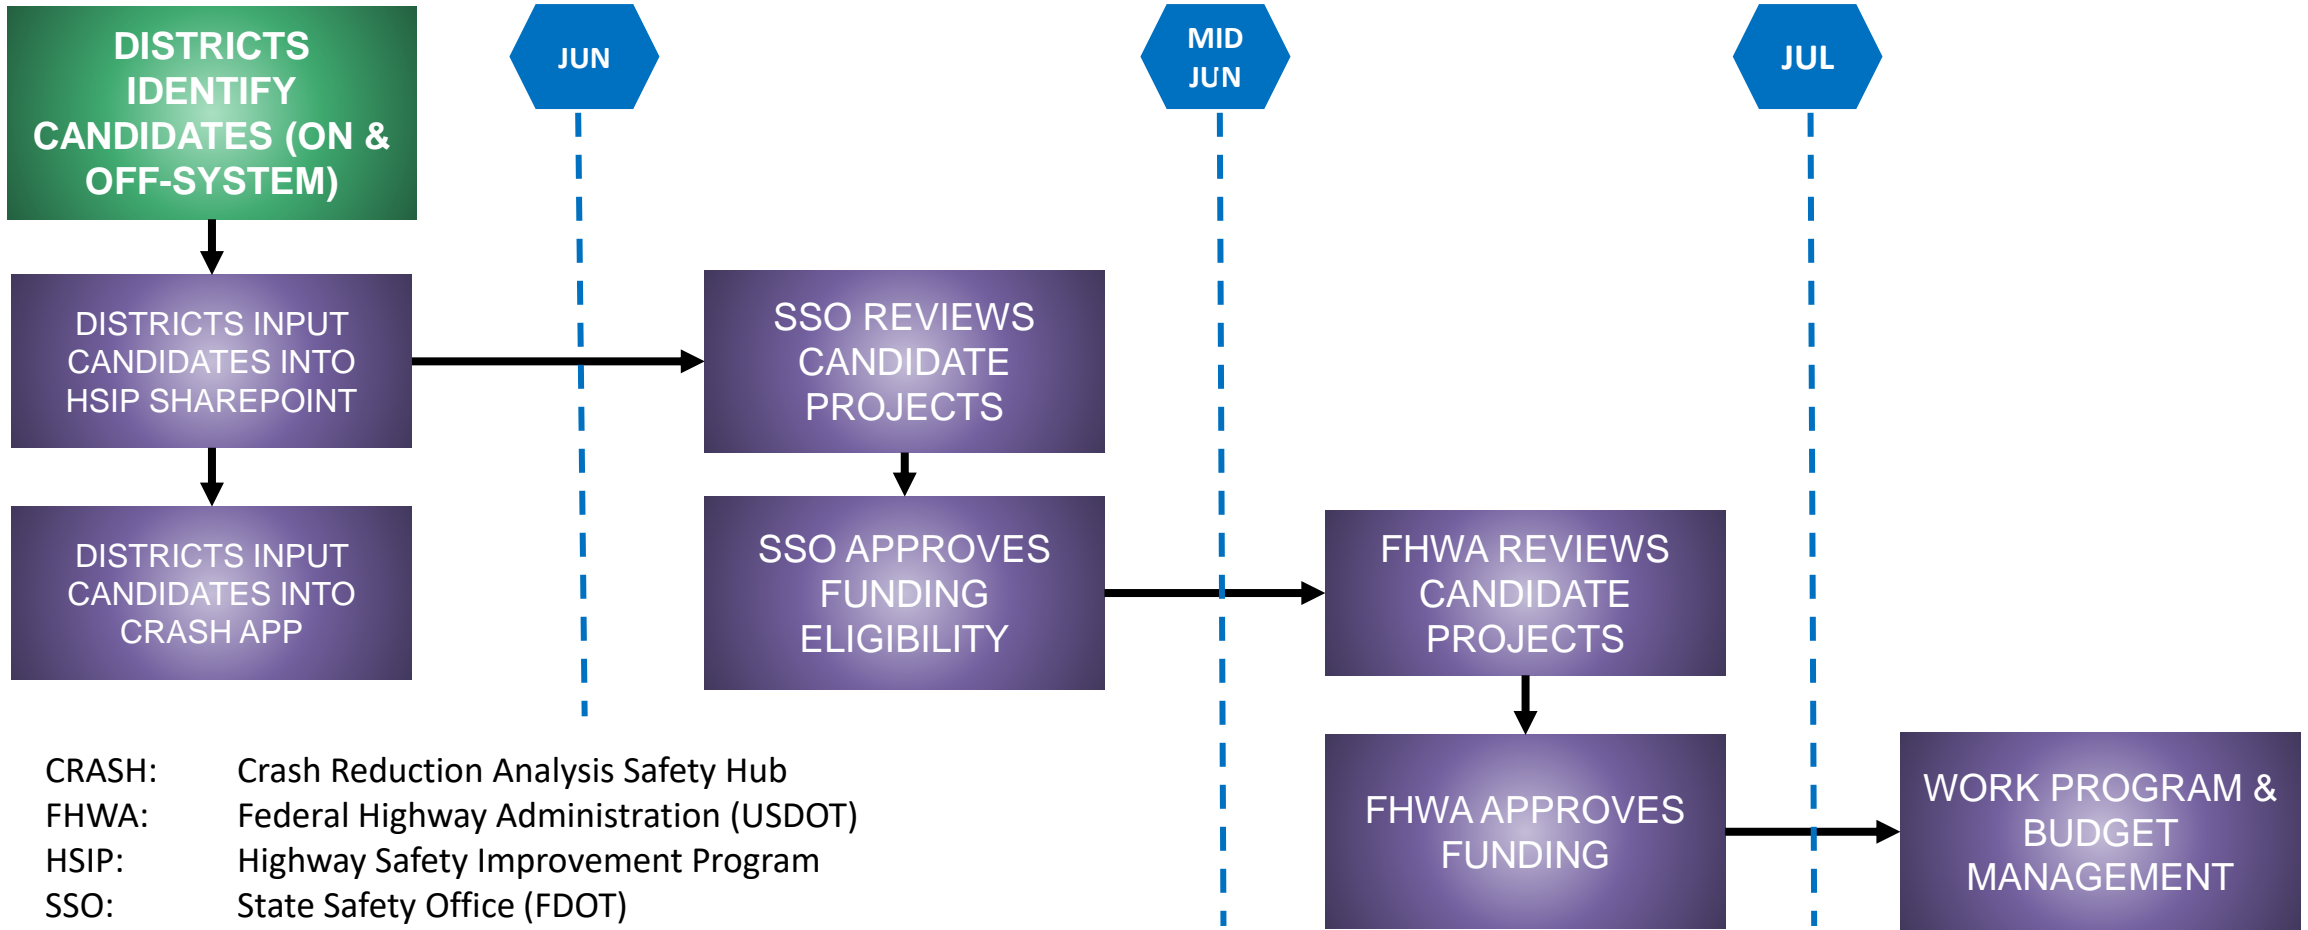 DISTRICTS
IDENTIFY
CANDIDATES (ON &
OFF-SYSTEM)
JUN
MID
JUN
JUL
DISTRICTS INPUT
CANDIDATES INTO
HSIP SHAREPOINT
SSO REVIEWS
CANDIDATE
PROJECTS
DISTRICTS INPUT
CANDIDATES INTO
CRASH APP
SSO APPROVES
FUNDING
ELIGIBILITY
FHWA REVIEWS
CANDIDATE
PROJECTS
FHWA APPROVES
FUNDING
WORK PROGRAM &
BUDGET
MANAGEMENT
CRASH: Crash Reduction Analysis Safety Hub
FHWA: Federal Highway Administration (USDOT)
HSIP: Highway Safety Improvement Program
SSO: State Safety Office (FDOT)